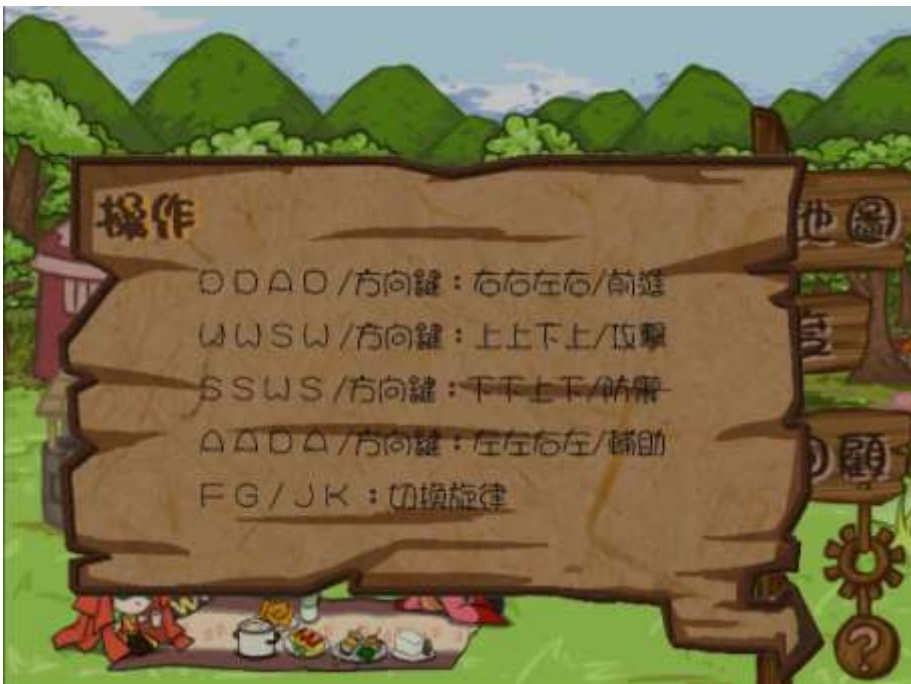 操作
DDAD/方向鍵：右右左右/前進
WWSW/方向鍵：上上下上/攻擊
SSWS/方向鍵：下下上下/防禦
AADA/方向鍵：左左右左/輔助
FG/JK：切換旋律
地圖
顧
?